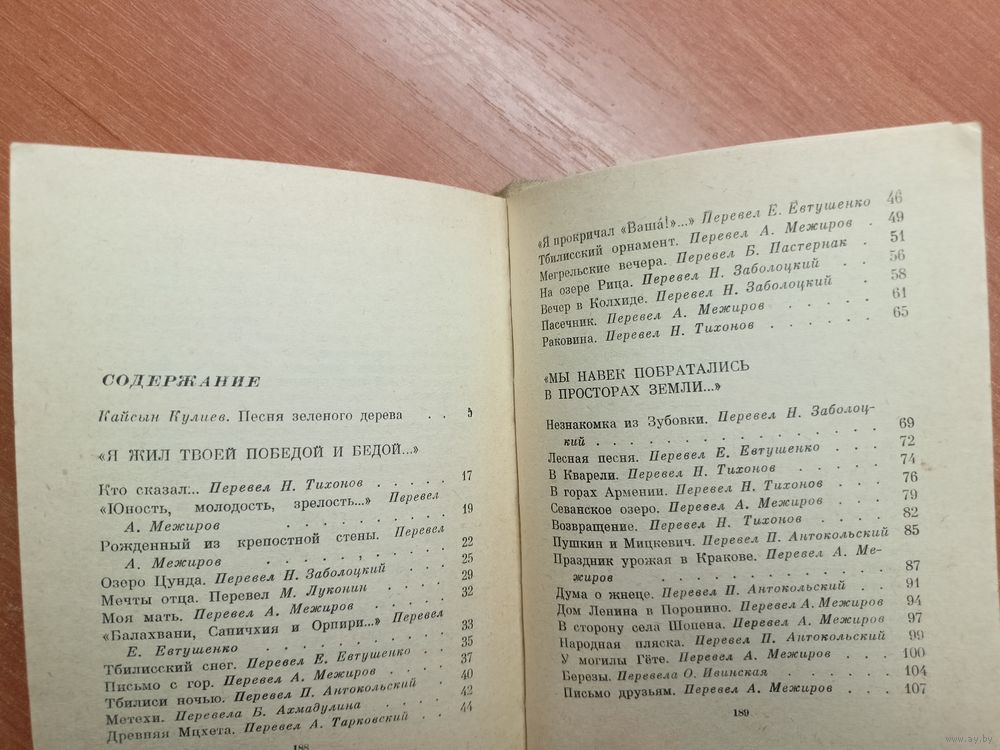 СОДЕРЖАНИЕ
Кайсын Кулиев. Песня зеленого дерева . . 5
«Я ЖИЛ ТВОЕЙ ПОБЕДОЙ И БЕДОЙ...»
Кто сказал... Перевел Н. Тихонов . . . . . 17
«Юность, молодость, зрелость...» Перевел
А. Межиров . . . . . . . . 19
Рожденный из крепостной стены. Перевел
А. Межиров . . . . . . . . 22
Озеро Цунда. Перевел Н. Заболоцкий . . . 25
Мечты отца. Перевел М. Луконин . . . . 29
Моя мать. Перевел А. Межиров . . . . . 32
«Балахвани, Сапичхия и Орпири...» Перевел
Е. Евтушенко . . . . . . . . 33
Тбилисский снег. Перевел Е. Евтушенко . . 35
Письмо с гор. Перевел А. Межиров . . . . 37
Тбилиси ночью. Перевел П. Антокольский . 40
Метехи. Перевела Б. Ахмадулина . . . . 42
Древняя Мцхета. Перевел А. Тарковский . . 44
188
«Я прокричал «Ваша́!»...» Перевел Е. Евтушенко 46
Тбилисский орнамент. Перевел А. Межиров . 49
Мегрельские вечера. Перевел Б. Пастернак . 51
На озере Рица. Перевел Н. Заболоцкий . . 56
Вечер в Колхиде. Перевел Н. Заболоцкий . 58
Пасечник. Перевел А. Межиров . . . . . 61
Раковина. Перевел Н. Тихонов . . . . . . 65
«МЫ НАВЕК ПОБРАТАЛИСЬ
В ПРОСТОРАХ ЗЕМЛИ...»
Незнакомка из Зубовки. Перевел Н. Заболоц-
кий . . . . . . . . . . . . . . . 69
Лесная песня. Перевел Е. Евтушенко . . . 72
В Кварели. Перевел Н. Тихонов . . . . . 74
В горах Армении. Перевел Н. Тихонов . . . 76
Севанское озеро. Перевел А. Межиров . . . 79
Возвращение. Перевел Н. Тихонов . . . . 82
Пушкин и Мицкевич. Перевел П. Антокольский 85
Праздник урожая в Кракове. Перевел А. Ме-
жиров . . . . . . . . . . . . 87
Дума о жнеце. Перевел П. Антокольский . . 91
Дом Ленина в Поронино. Перевел А. Межиров 94
В сторону села Шопена. Перевел А. Межиров 97
Народная пляска. Перевел П. Антокольский 99
У могилы Гёте. Перевел А. Межиров . . . 100
Березы. Перевела О. Ивинская . . . . . 104
Письмо друзьям. Перевел А. Межиров . . . 107
189
www.ay.by